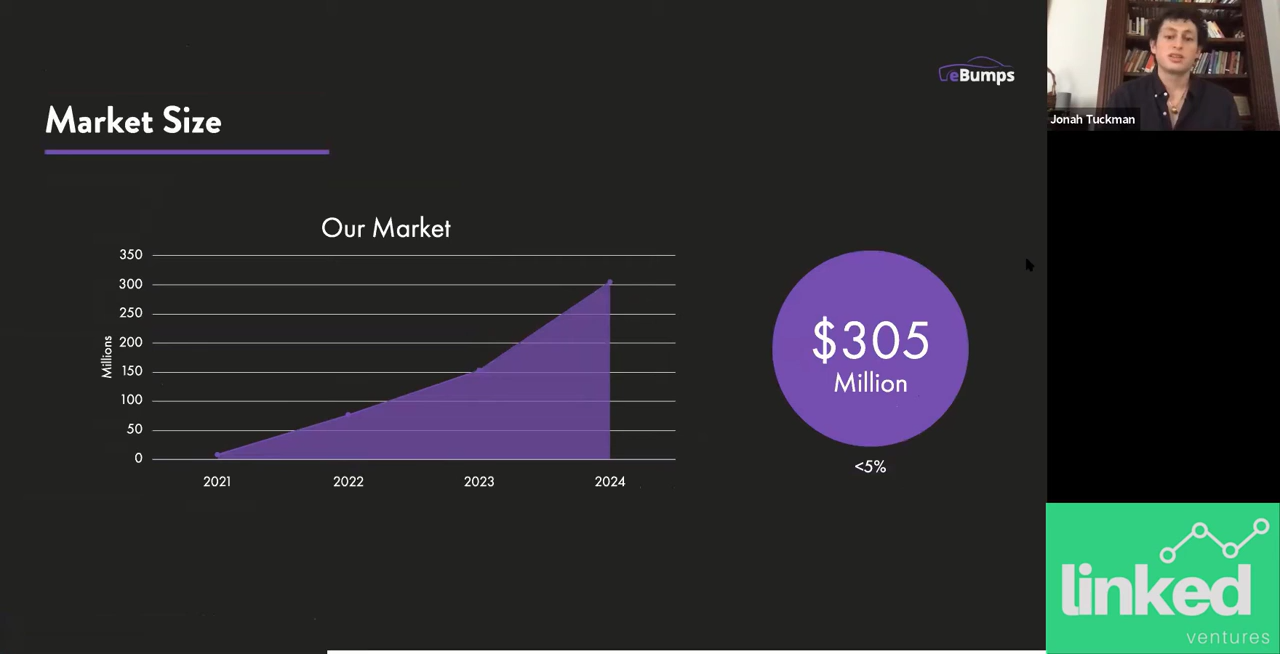 eBumps
Jonah Tuckman
Market Size
Our Market
350
300
250
200
150
100
50
0
Millions
2021
2022
2023
2024
$305
Million
<5%
linked
ventures